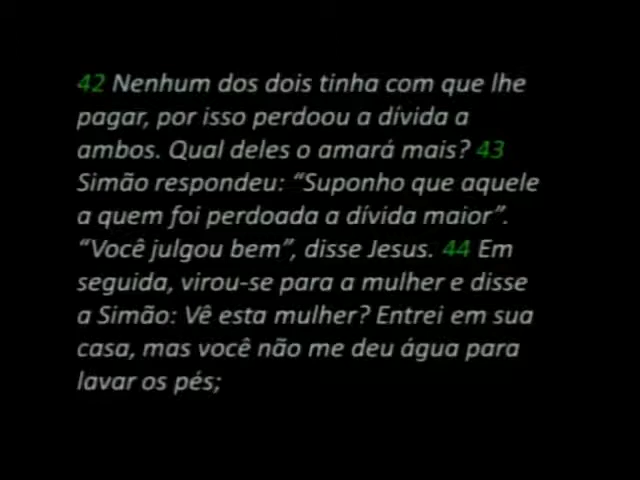 42 Nenhum dos dois tinha com que lhe
pagar, por isso perdoou a dívida a
ambos. Qual deles o amará mais? 43
Simão respondeu: “Suponho que aquele
a quem foi perdoada a dívida maior”.
“Você julgou bem”, disse Jesus. 44 Em
seguida, virou-se para a mulher e disse
a Simão: Vê esta mulher? Entrei em sua
casa, mas você não me deu água para
lavar os pés;